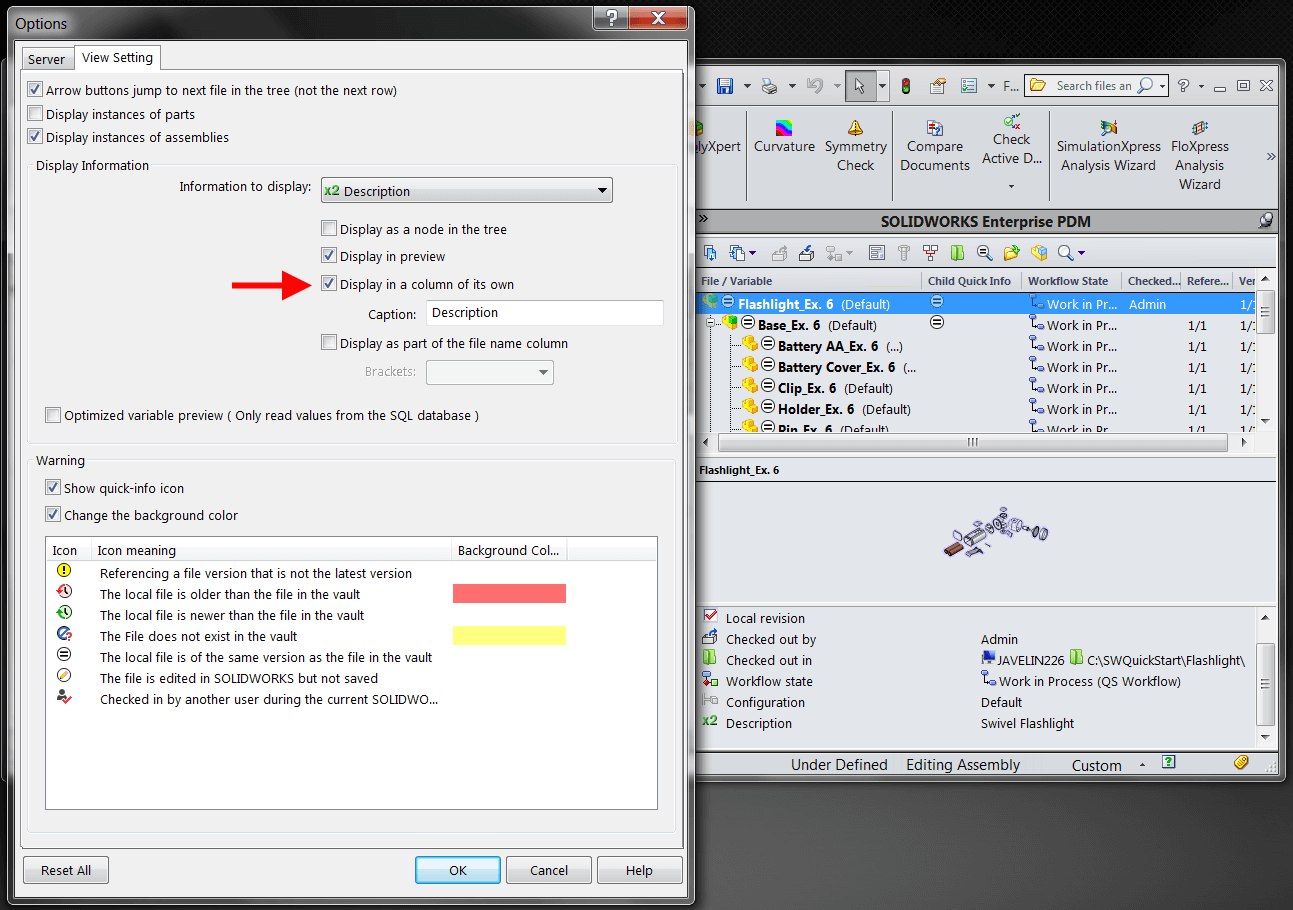 Options
Server
View Setting
Arrow buttons jump to next file in the tree (not the next row)
Display instances of parts
Display instances of assemblies
Display Information
Information to display:
x2 Description
Display as a node in the tree
Display in preview
Display in a column of its own
Caption:
Description
Display as part of the file name column
Brackets:
Optimized variable preview ( Only read values from the SQL database )
Warning
Show quick-info icon
Change the background color
Icon Icon meaning Background Col...
Referencing a file version that is not the latest version
The local file is older than the file in the vault
The local file is newer than the file in the vault
The File does not exist in the vault
The local file is of the same version as the file in the vault
The file is edited in SOLIDWORKS but not saved
Checked in by another user during the current SOLIDWO...
Reset All
OK
Cancel
Help
F...
Search files an
lyXpert
Curvature
Symmetry
Check
Compare
Documents
Check
Active D...
SimulationXpress
Analysis Wizard
FloXpress
Analysis
Wizard
SOLIDWORKS Enterprise PDM
File / Variable Child Quick Info Workflow State Checked... Refere... Ver
Flashlight_Ex. 6 (Default) Work in Pr... Admin 1/
Base_Ex. 6 (Default) Work in Pr... 1/1 1/
Battery AA_Ex. 6 (...) Work in Pr... 1/1 1/
Battery Cover_Ex. 6 (... Work in Pr... 1/1 1/
Clip_Ex. 6 (Default) Work in Pr... 1/1 1/
Holder_Ex. 6 (Default) Work in Pr... 1/1 1/
Pin_Ex. 6 (Default) Work in Pr... 1/1 1/
Flashlight_Ex. 6
Local revision
Checked out by Admin
Checked out in JAVELIN226 C:\SWQuickStart\Flashlight\
Workflow state Work in Process (QS Workflow)
Configuration Default
x2 Description Swivel Flashlight
Under Defined Editing Assembly Custom